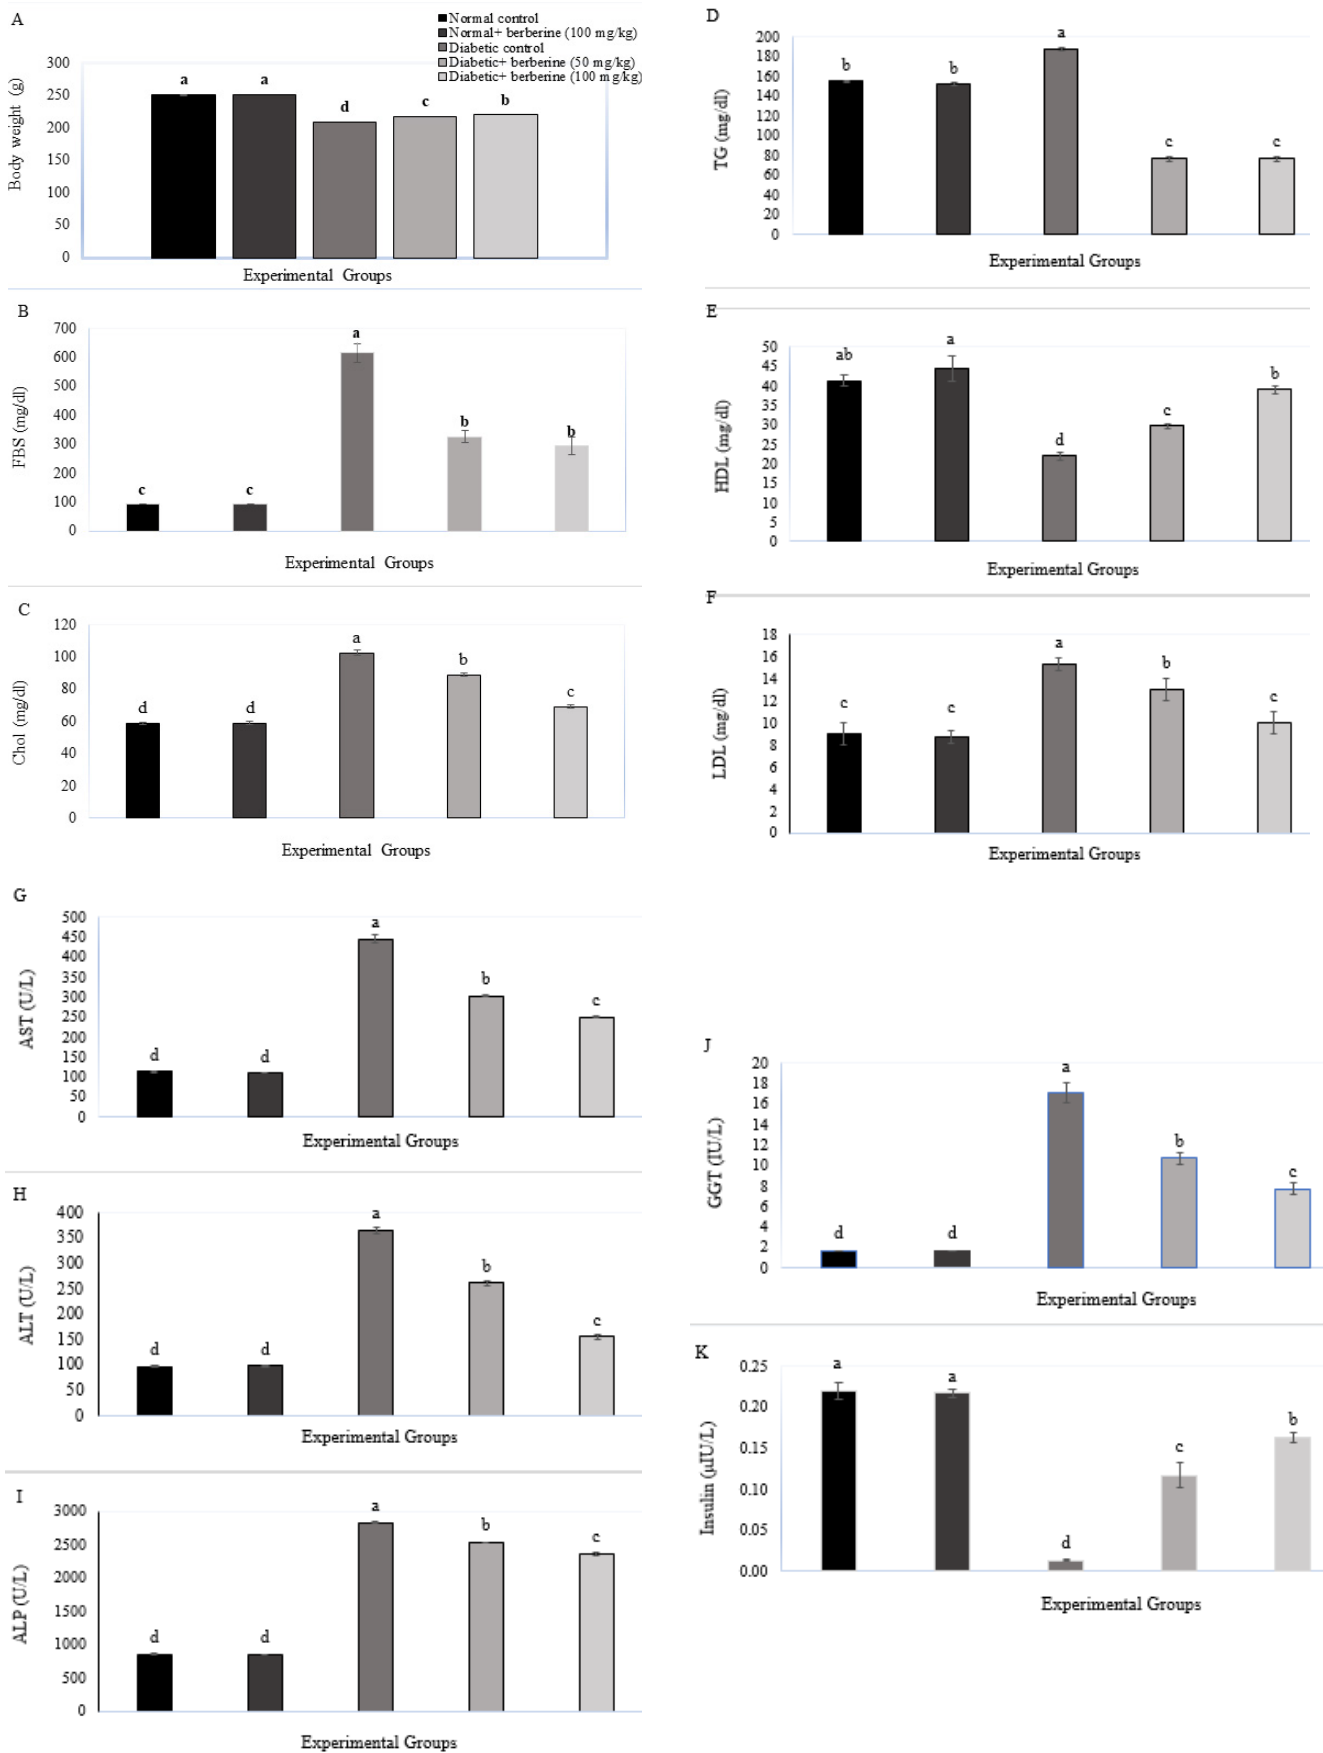 A
Normal control
Normal+ berberine (100 mg/kg)
Diabetic control
Diabetic+ berberine (50 mg/kg)
Diabetic+ berberine (100 mg/kg)
300
250
200
150
100
50
0
Body weight (g)
a
a
d
c
b
Experimental Groups
B
700
600
500
400
300
200
100
0
FBS (mg/dl)
c
c
a
b
b
Experimental Groups
C
120
100
80
60
40
20
0
Chol (mg/dl)
d
d
a
b
c
Experimental Groups
D
200
180
160
140
120
100
80
60
40
20
0
TG (mg/dl)
b
b
a
c
c
Experimental Groups
E
50
45
40
35
30
25
20
15
10
5
0
HDL (mg/dl)
ab
a
d
c
b
Experimental Groups
F
18
16
14
12
10
8
6
4
2
0
LDL (mg/dl)
c
c
a
b
c
Experimental Groups
G
500
450
400
350
300
250
200
150
100
50
0
AST (U/L)
d
d
a
b
c
Experimental Groups
H
400
350
300
250
200
150
100
50
0
ALT (U/L)
d
d
a
b
c
Experimental Groups
I
3000
2500
2000
1500
1000
500
0
ALP (U/L)
d
d
a
b
c
Experimental Groups
J
20
18
16
14
12
10
8
6
4
2
0
GGT (IU/L)
d
d
a
b
c
Experimental Groups
K
0.25
0.20
0.15
0.10
0.05
0.00
Insulin (µIU/L)
a
a
d
c
b
Experimental Groups